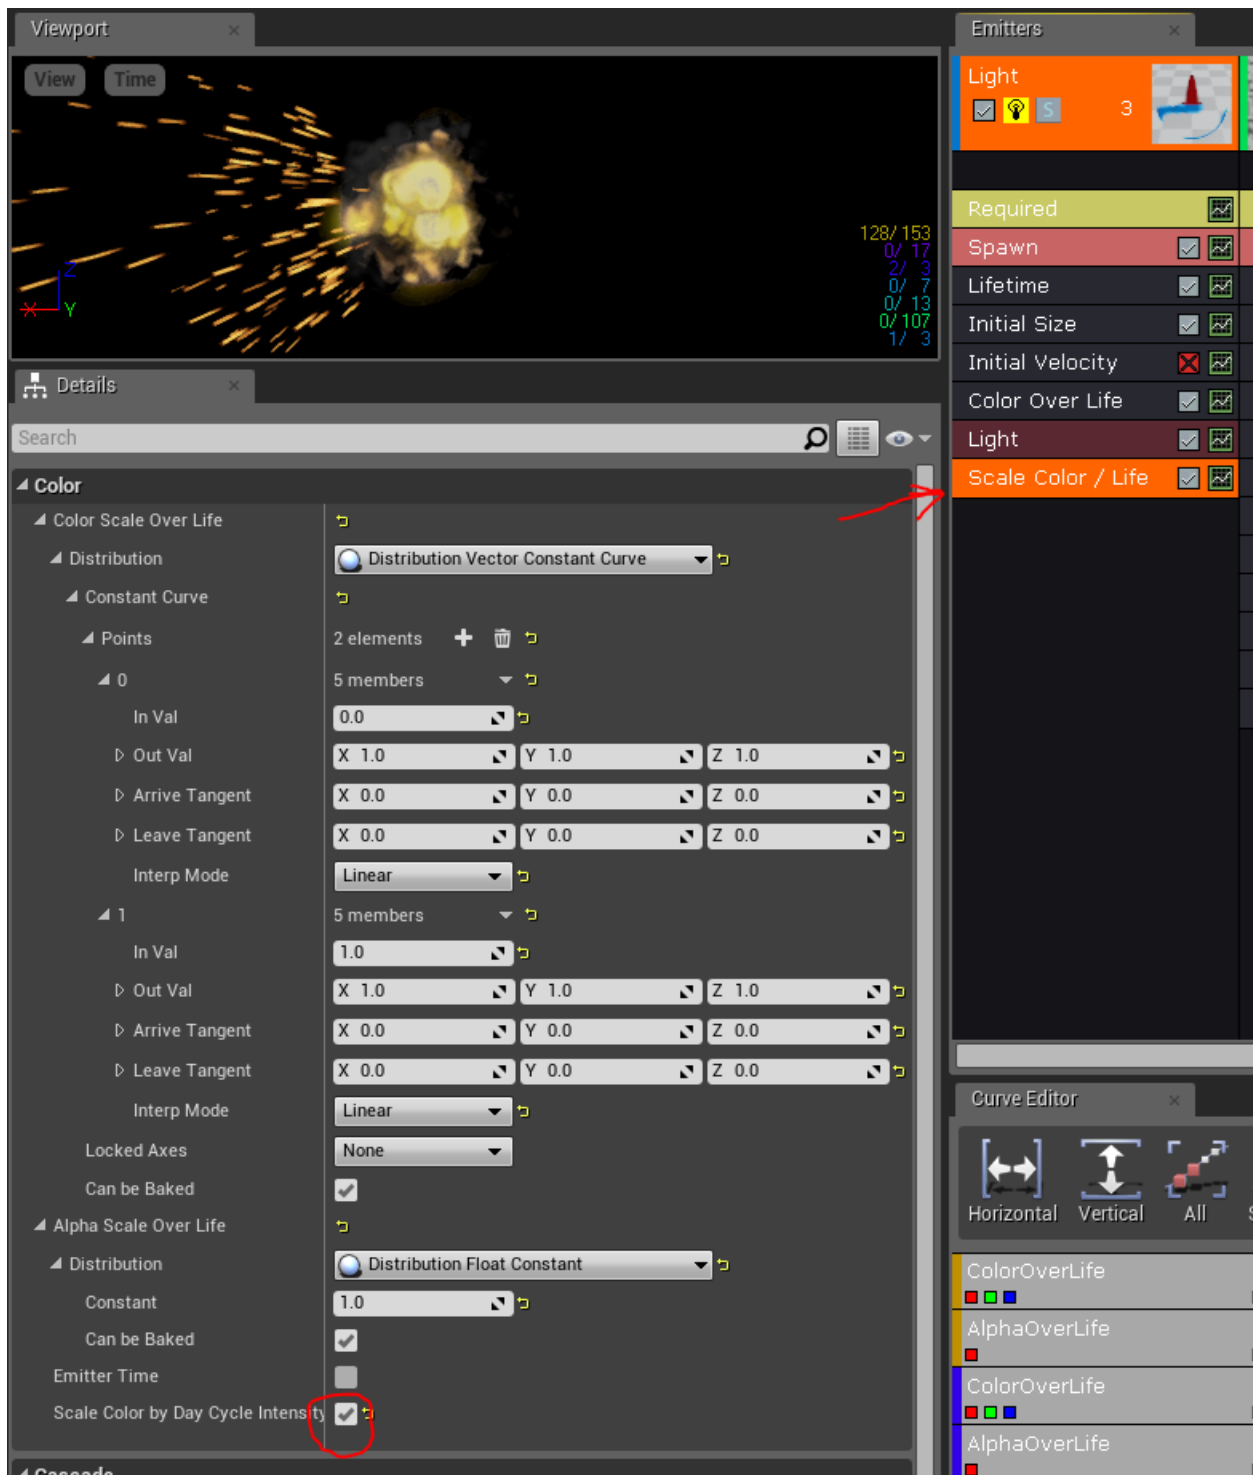 Viewport
View Time
128/ 153
0/ 17
2/ 3
0/ 7
0/ 13
0/ 107
1/ 3
Z
X Y
Details
Search
Color
Color Scale Over Life
Distribution Distribution Vector Constant Curve
Constant Curve
Points 2 elements
0 5 members
In Val 0.0
Out Val X 1.0 Y 1.0 Z 1.0
Arrive Tangent X 0.0 Y 0.0 Z 0.0
Leave Tangent X 0.0 Y 0.0 Z 0.0
Interp Mode Linear
1 5 members
In Val 1.0
Out Val X 1.0 Y 1.0 Z 1.0
Arrive Tangent X 0.0 Y 0.0 Z 0.0
Leave Tangent X 0.0 Y 0.0 Z 0.0
Interp Mode Linear
Locked Axes None
Can be Baked
Alpha Scale Over Life
Distribution Distribution Float Constant
Constant 1.0
Can be Baked
Emitter Time
Scale Color by Day Cycle Intensity
Cascade
Emitters
Light
S 3
Required
Spawn
Lifetime
Initial Size
Initial Velocity
Color Over Life
Light
Scale Color / Life
Curve Editor
Horizontal Vertical All
ColorOverLife
AlphaOverLife
ColorOverLife
AlphaOverLife